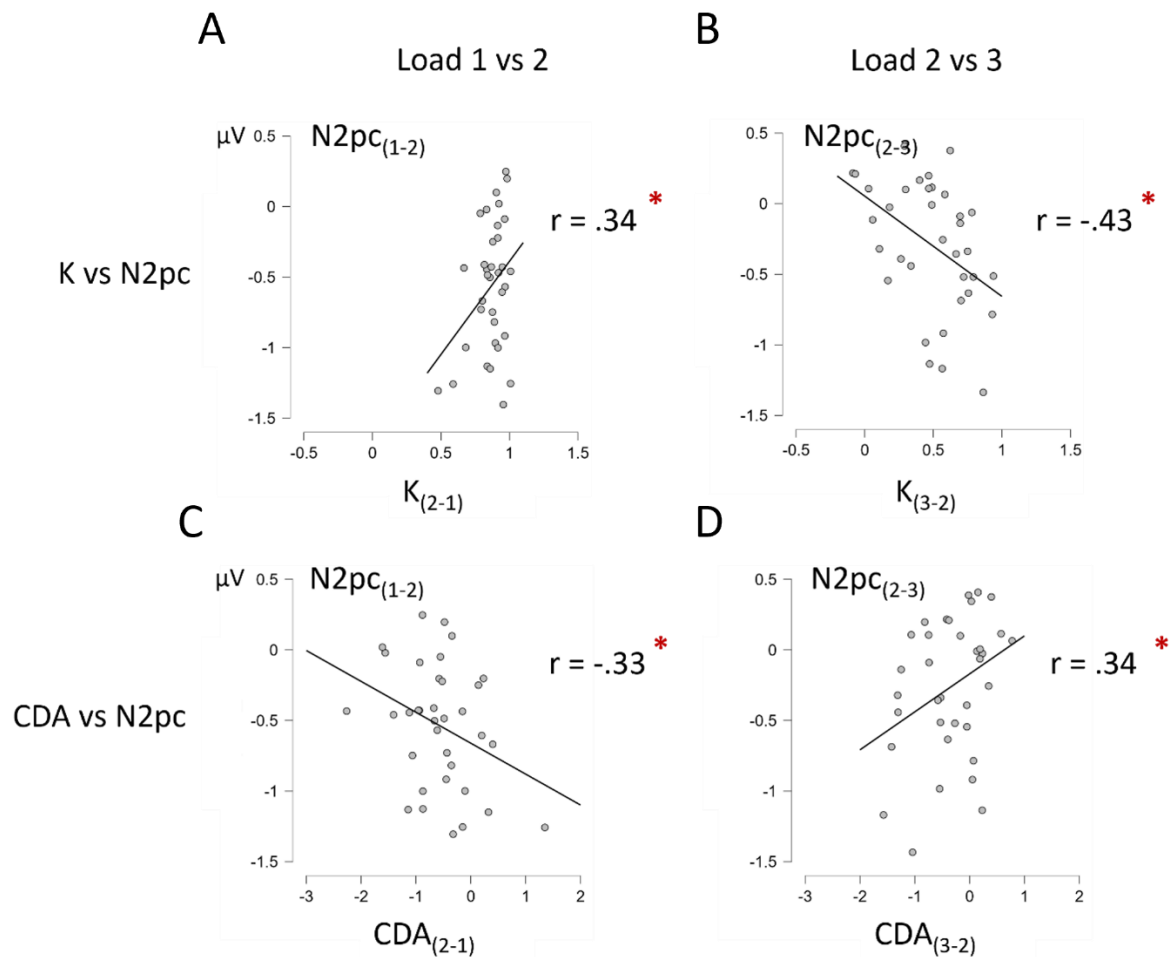 A
B
Load 1 vs 2
Load 2 vs 3
K vs N2pc
µV
N2pc(1-2)
r = .34 *
0.5
0
-0.5
-1
-1.5
-0.5 0 0.5 1 1.5
K(2-1)
N2pc(2-3)
r = -.43 *
0.5
0
-0.5
-1
-1.5
-0.5 0 0.5 1 1.5
K(3-2)
C
D
CDA vs N2pc
µV
N2pc(1-2)
r = -.33 *
0.5
0
-0.5
-1
-1.5
-3 -2 -1 0 1 2
CDA(2-1)
N2pc(2-3)
r = .34 *
0.5
0
-0.5
-1
-1.5
-3 -2 -1 0 1 2
CDA(3-2)